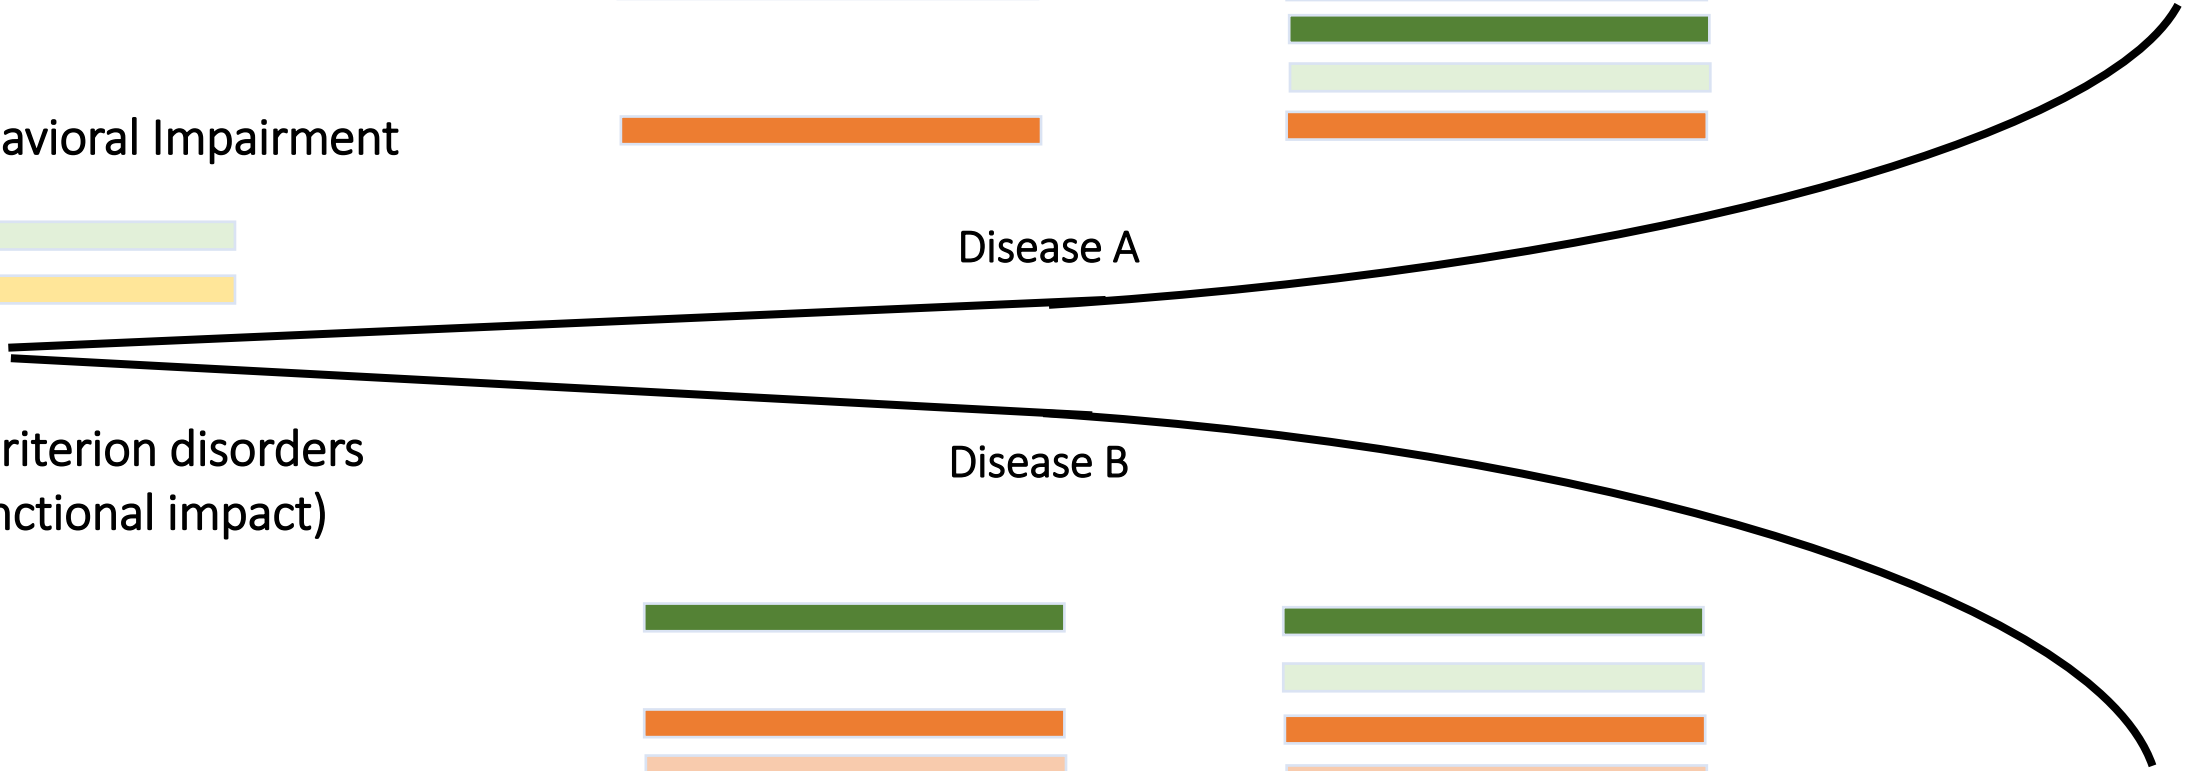 avioral Impairment
Disease A
riterion disorders
Disease B
nctional impact)